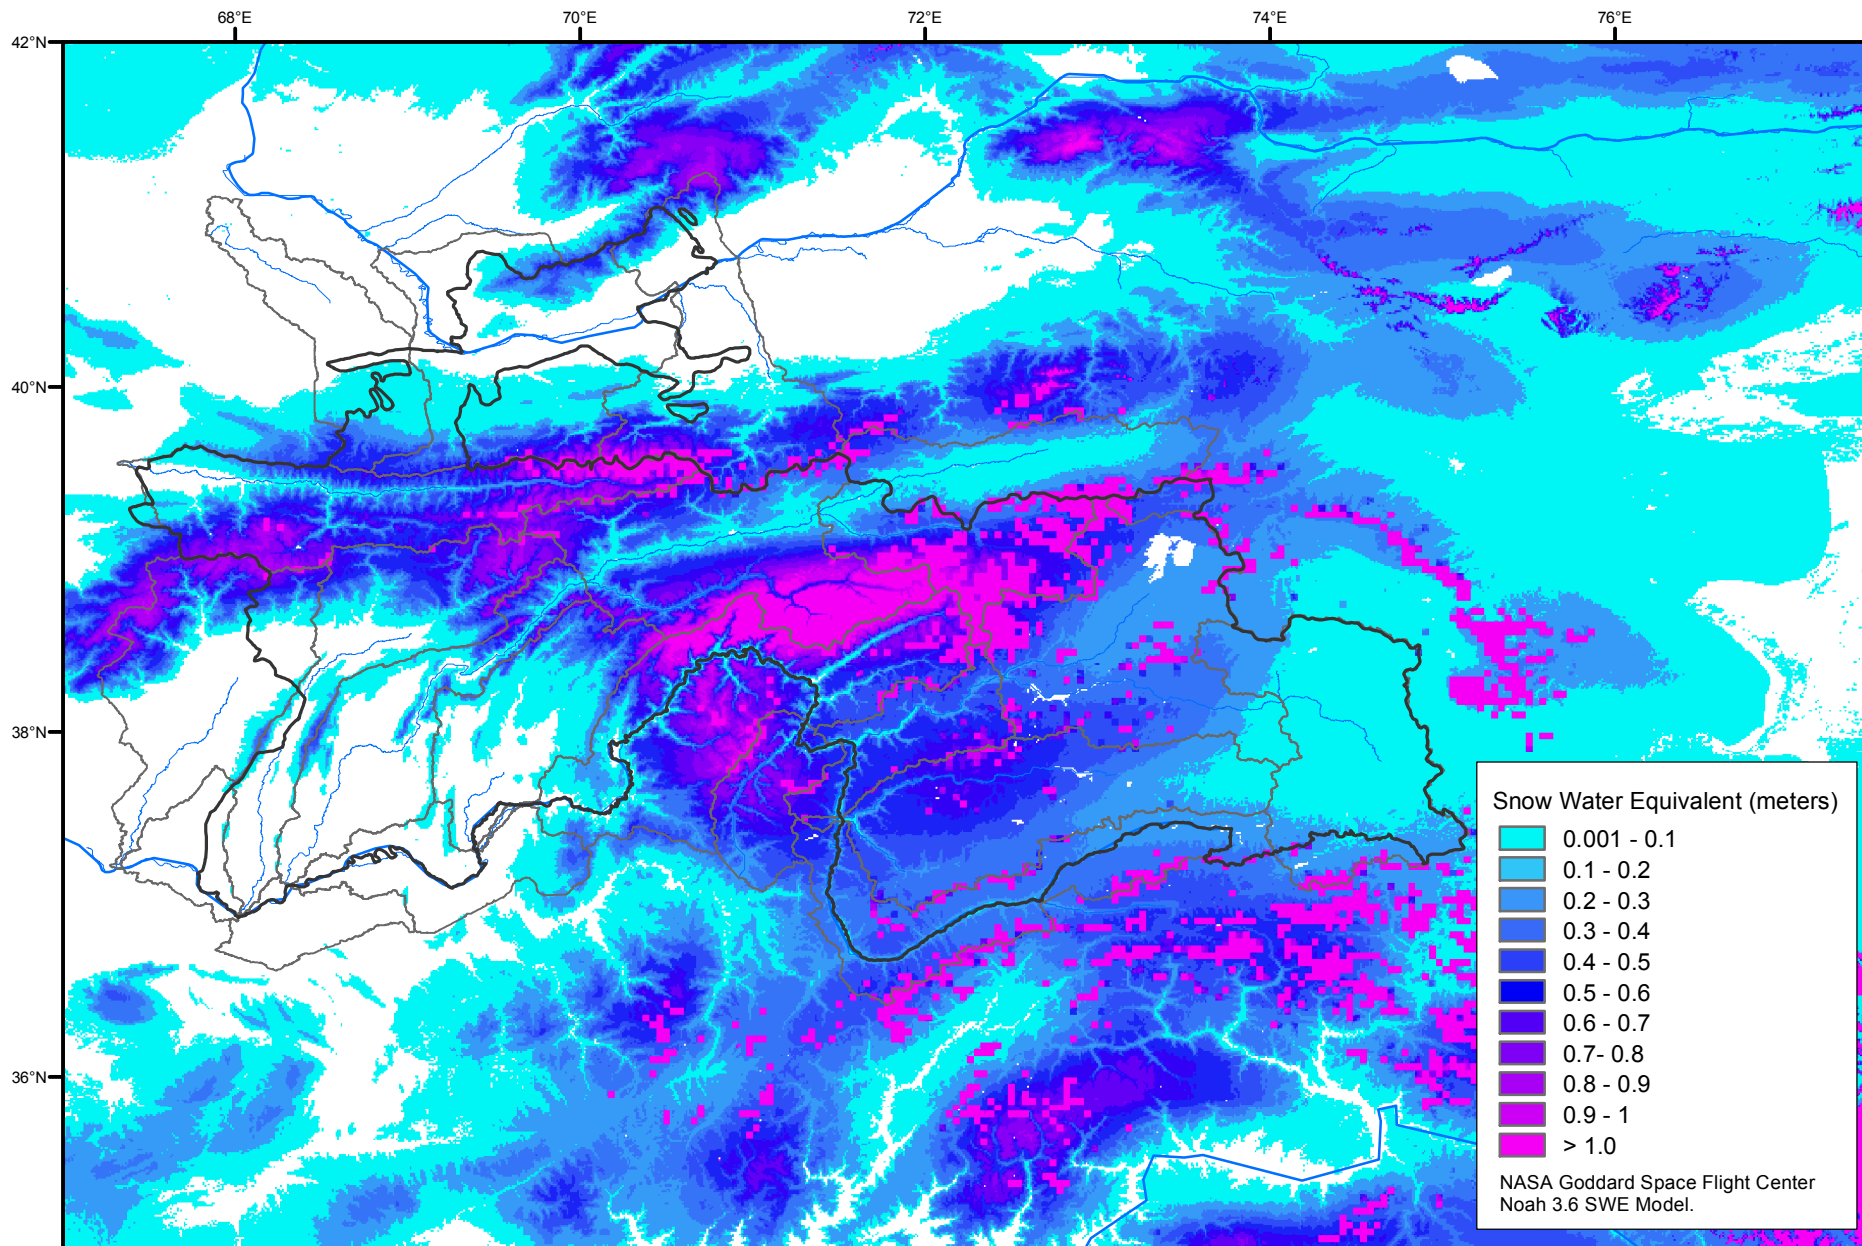 68°E 70°E 72°E 74°E 76°E
42°N
40°N
38°N
36°N
Snow Water Equivalent (meters)
0.001 - 0.1
0.1 - 0.2
0.2 - 0.3
0.3 - 0.4
0.4 - 0.5
0.5 - 0.6
0.6 - 0.7
0.7- 0.8
0.8 - 0.9
0.9 - 1
> 1.0
NASA Goddard Space Flight Center
Noah 3.6 SWE Model.